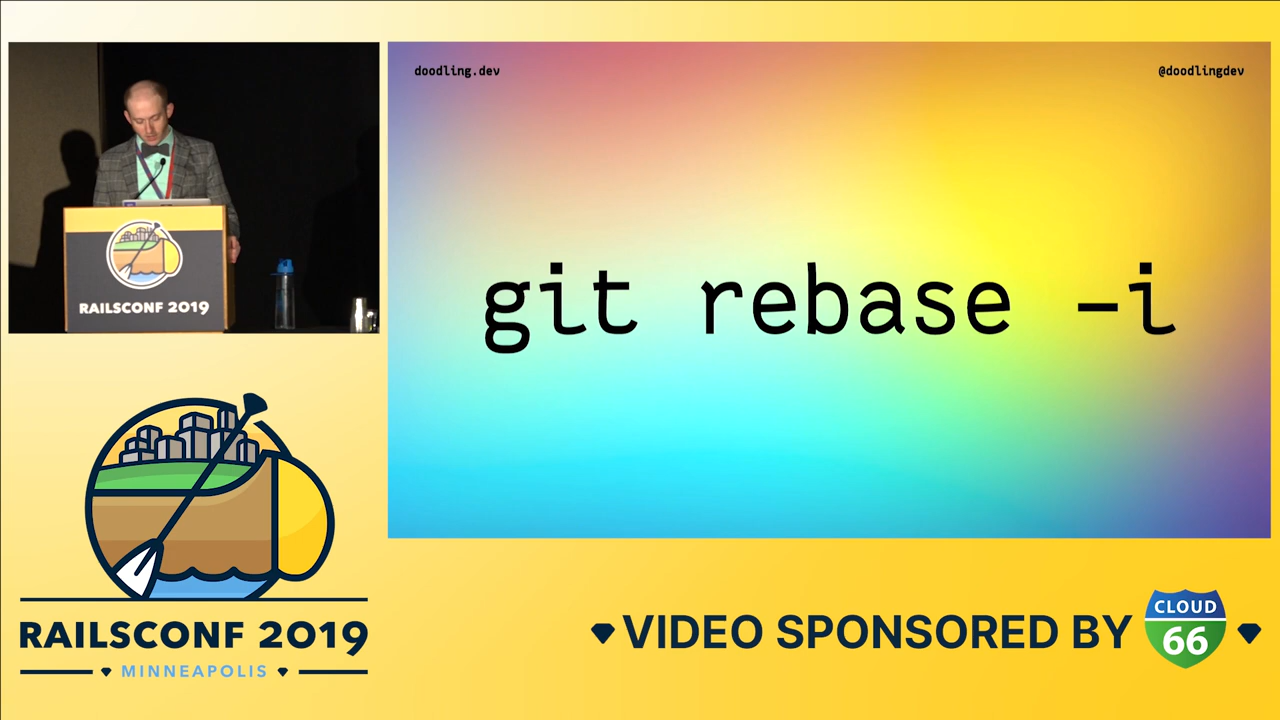 doodling.dev
@doodlingdev
git rebase -i
RAILSCONF 2019
RAILSCONF 2019
MINNEAPOLIS
VIDEO SPONSORED BY
CLOUD
66